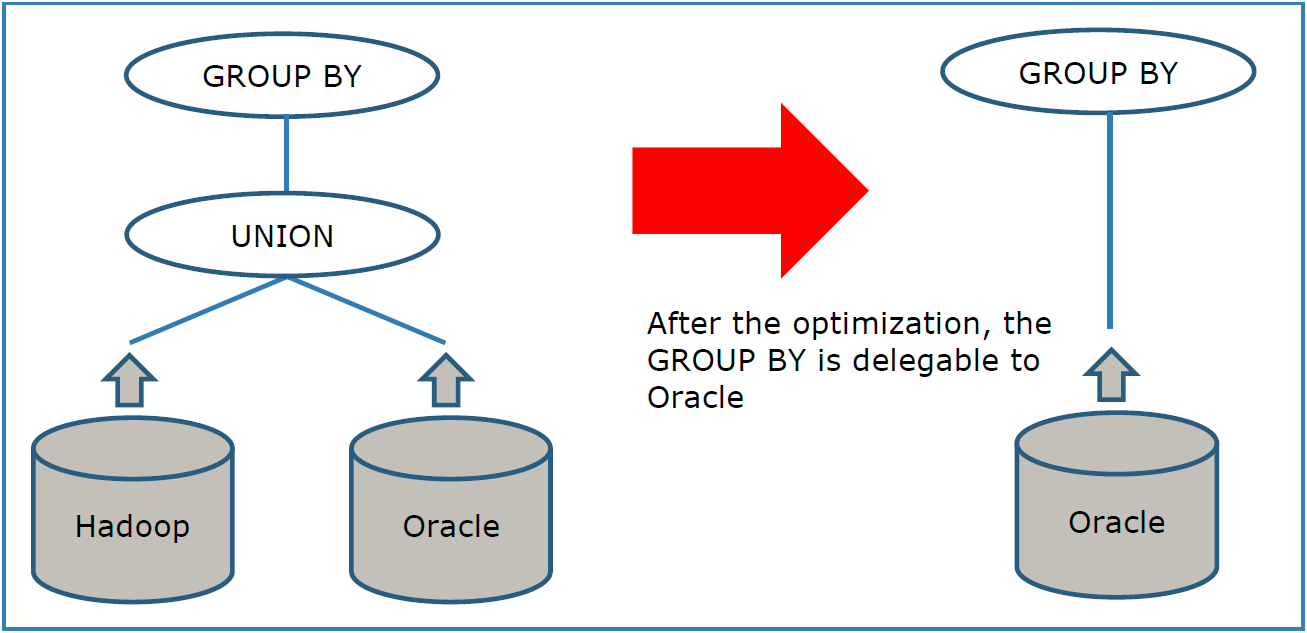 GROUP BY
UNION
Hadoop
Oracle
After the optimization, the
GROUP BY is delegable to
Oracle
GROUP BY
Oracle